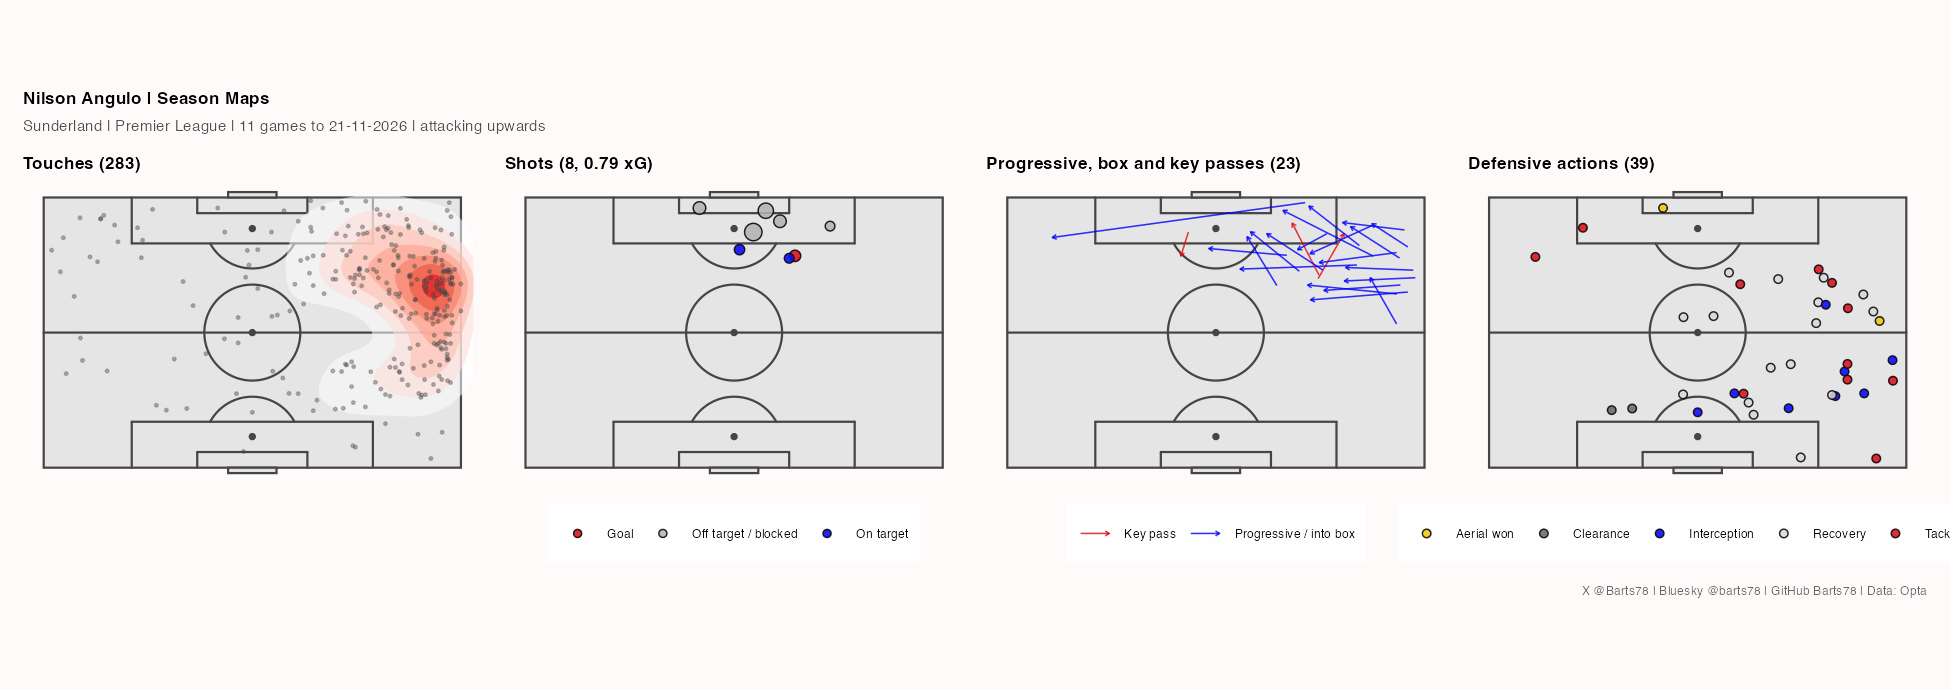 Nilson Angulo | Season Maps
Sunderland | Premier League | 11 games to 21-11-2026 | attacking upwards
Touches (283)
Shots (8, 0.79 xG)
Progressive, box and key passes (23)
Defensive actions (39)
Goal
Off target / blocked
On target
Key pass
Progressive / into box
Aerial won
Clearance
Interception
Recovery
Tack
X @Barts78 | Bluesky @barts78 | GitHub Barts78 | Data: Opta